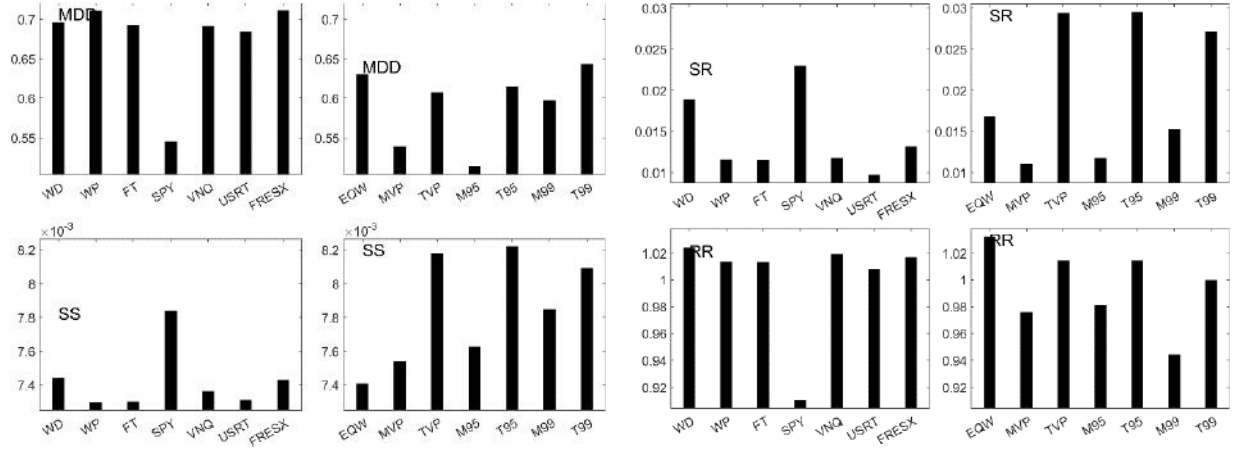 MDD
0.7
0.65
0.6
0.55
WD WP FT SPY VNQ USRT FRESX
MDD
0.7
0.65
0.6
0.55
EQW MVP TVP M95 T95 M99 T99
SR
0.03
0.025
0.02
0.015
0.01
WD WP FT SPY VNQ USRT FRESX
SR
0.03
0.025
0.02
0.015
0.01
EQW MVP TVP M95 T95 M99 T99
×10⁻³
SS
8.2
8
7.8
7.6
7.4
WD WP FT SPY VNQ USRT FRESX
×10⁻³
SS
8.2
8
7.8
7.6
7.4
EQW MVP TVP M95 T95 M99 T99
RR
1.02
1
0.98
0.96
0.94
0.92
WD WP FT SPY VNQ USRT FRESX
RR
1.02
1
0.98
0.96
0.94
0.92
EQW MVP TVP M95 T95 M99 T99